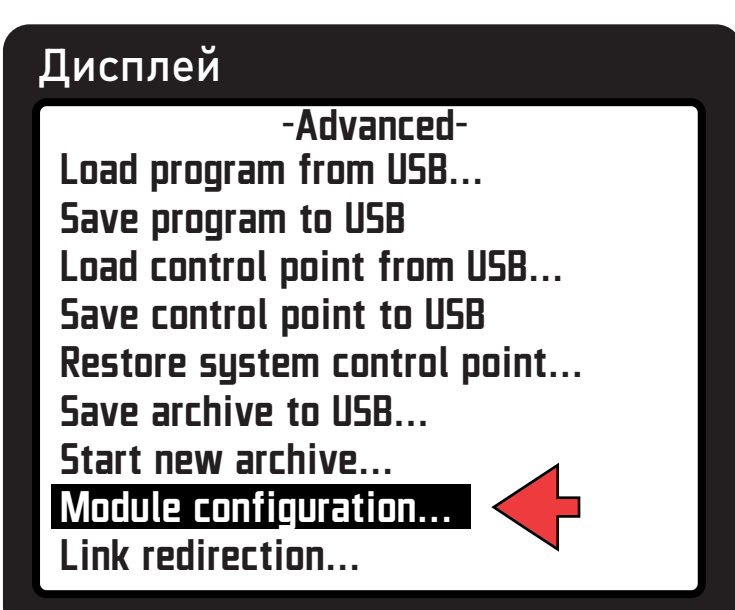 Дисплей
-Advanced-
Load program from USB...
Save program to USB
Load control point from USB...
Save control point to USB
Restore system control point...
Save archive to USB...
Start new archive...
Module configuration...
Link redirection...